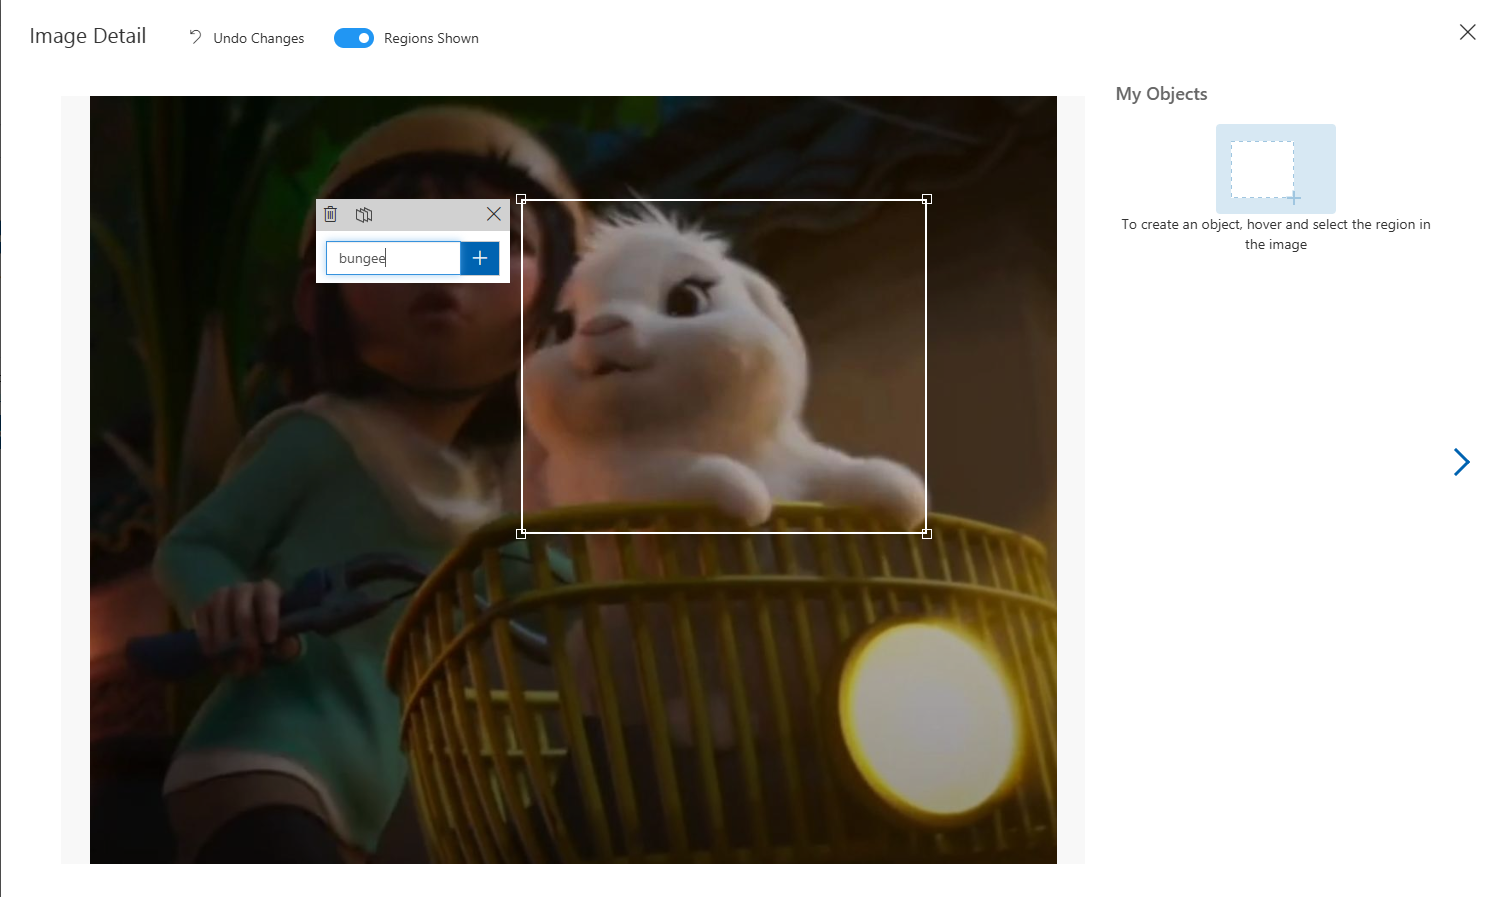 Image Detail
Undo Changes
Regions Shown
My Objects
bungee
To create an object, hover and select the region in
the image